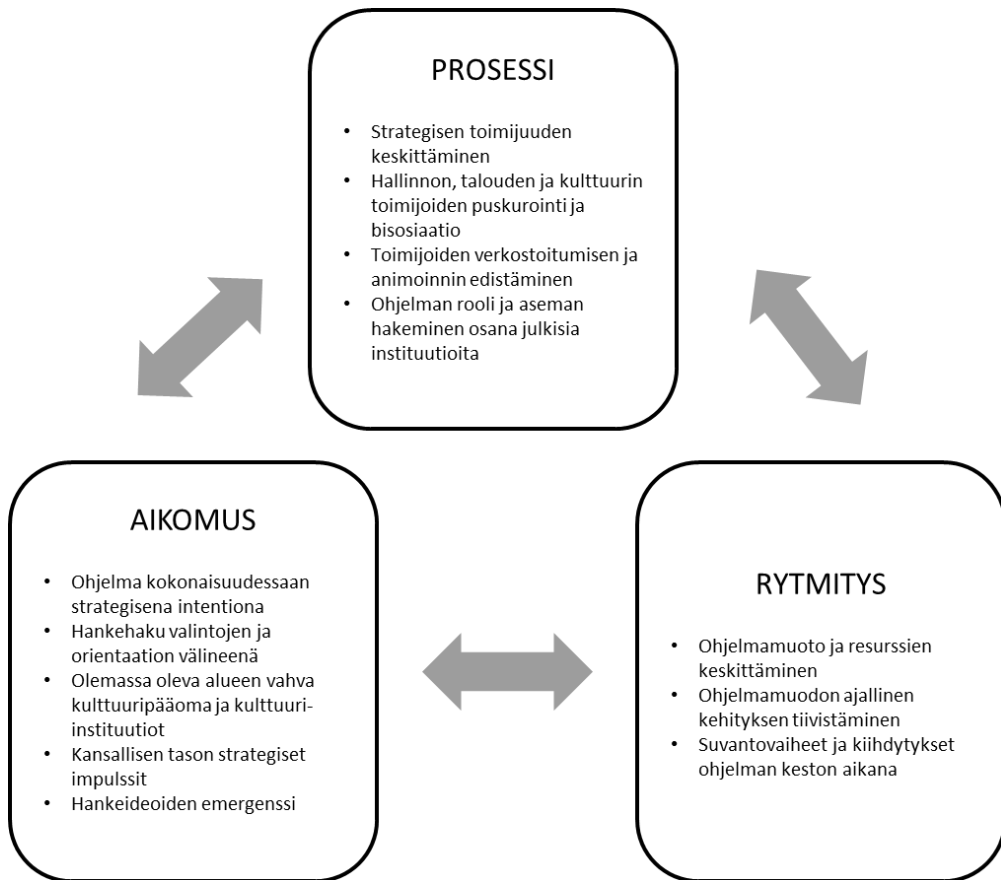 PROSESSI
• Strategisen toimijuuden
keskittäminen
• Hallinnon, talouden ja kulttuurin
toimijoiden puskurointi ja
bisosiaatio
• Toimijoiden verkostoitumisen ja
animoinnin edistäminen
• Ohjelman rooli ja aseman
hakeminen osana julkisia
instituutioita
AIKOMUS
• Ohjelma kokonaisuudessaan
strategisena intentiona
• Hankehaku valintojen ja
orientaation välineenä
• Olemassa oleva alueen vahva
kulttuuripääoma ja kulttuuri-
instituutiot
• Kansallisen tason strategiset
impulssit
• Hankeideoiden emergenssi
RYTMITYS
• Ohjelmamuoto ja resurssien
keskittäminen
• Ohjelmamuodon ajallinen
kehityksen tiivistäminen
• Suvantovaiheet ja kiihdytykset
ohjelman keston aikana